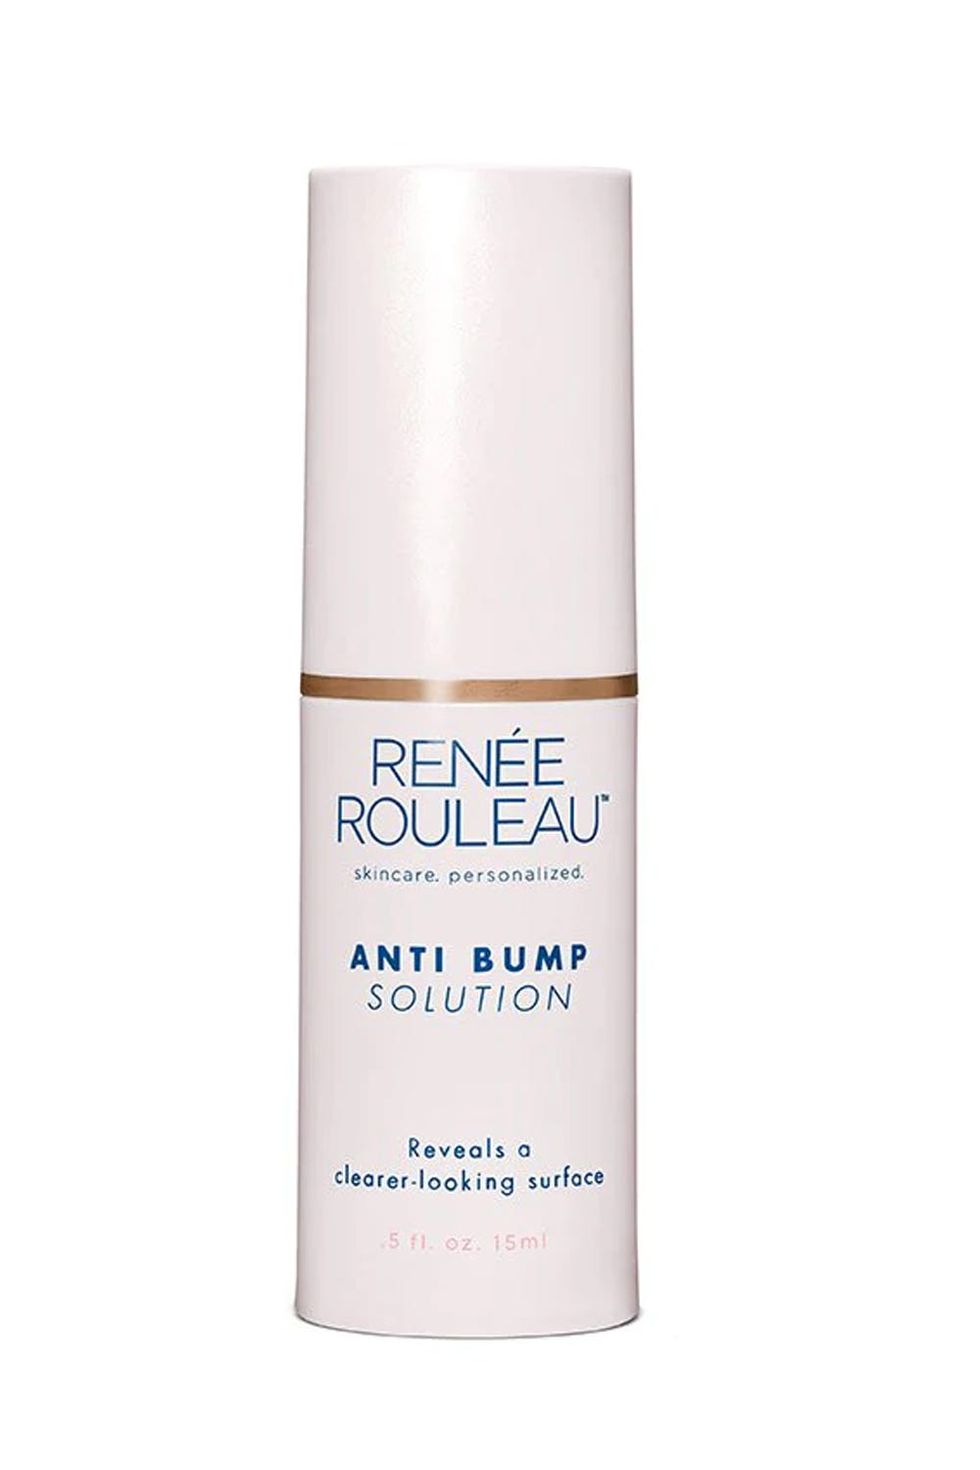 RENÉE
ROULEAU™
skincare. personalized.
ANTI BUMP
SOLUTION
Reveals a
clearer-looking surface
.5 fl. oz. 15ml